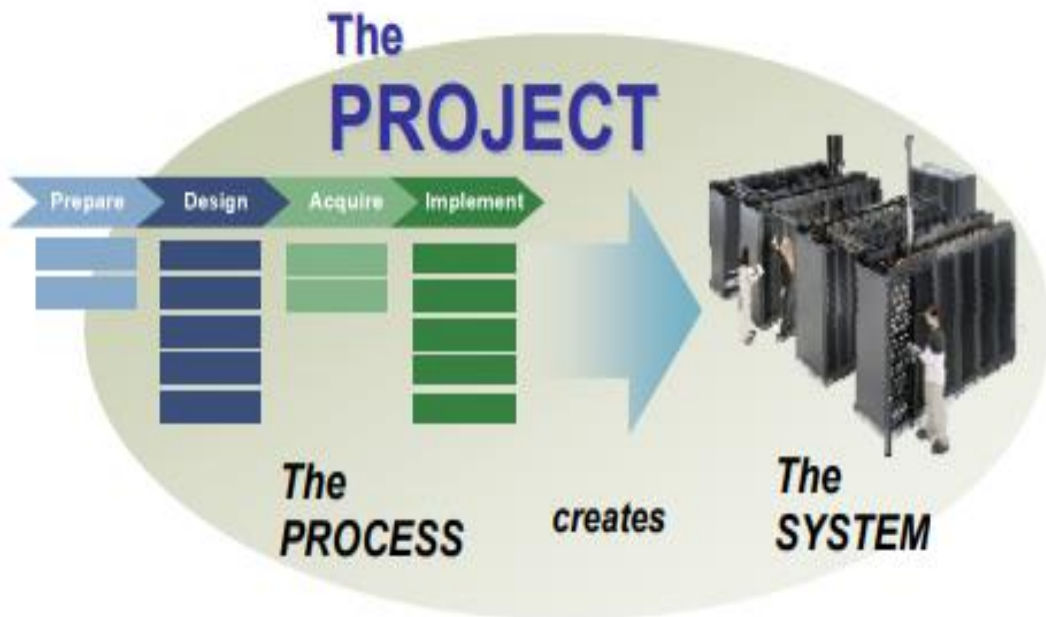 The
PROJECT
Prepare
Design
Acquire
Implement
The
PROCESS
creates
The
SYSTEM